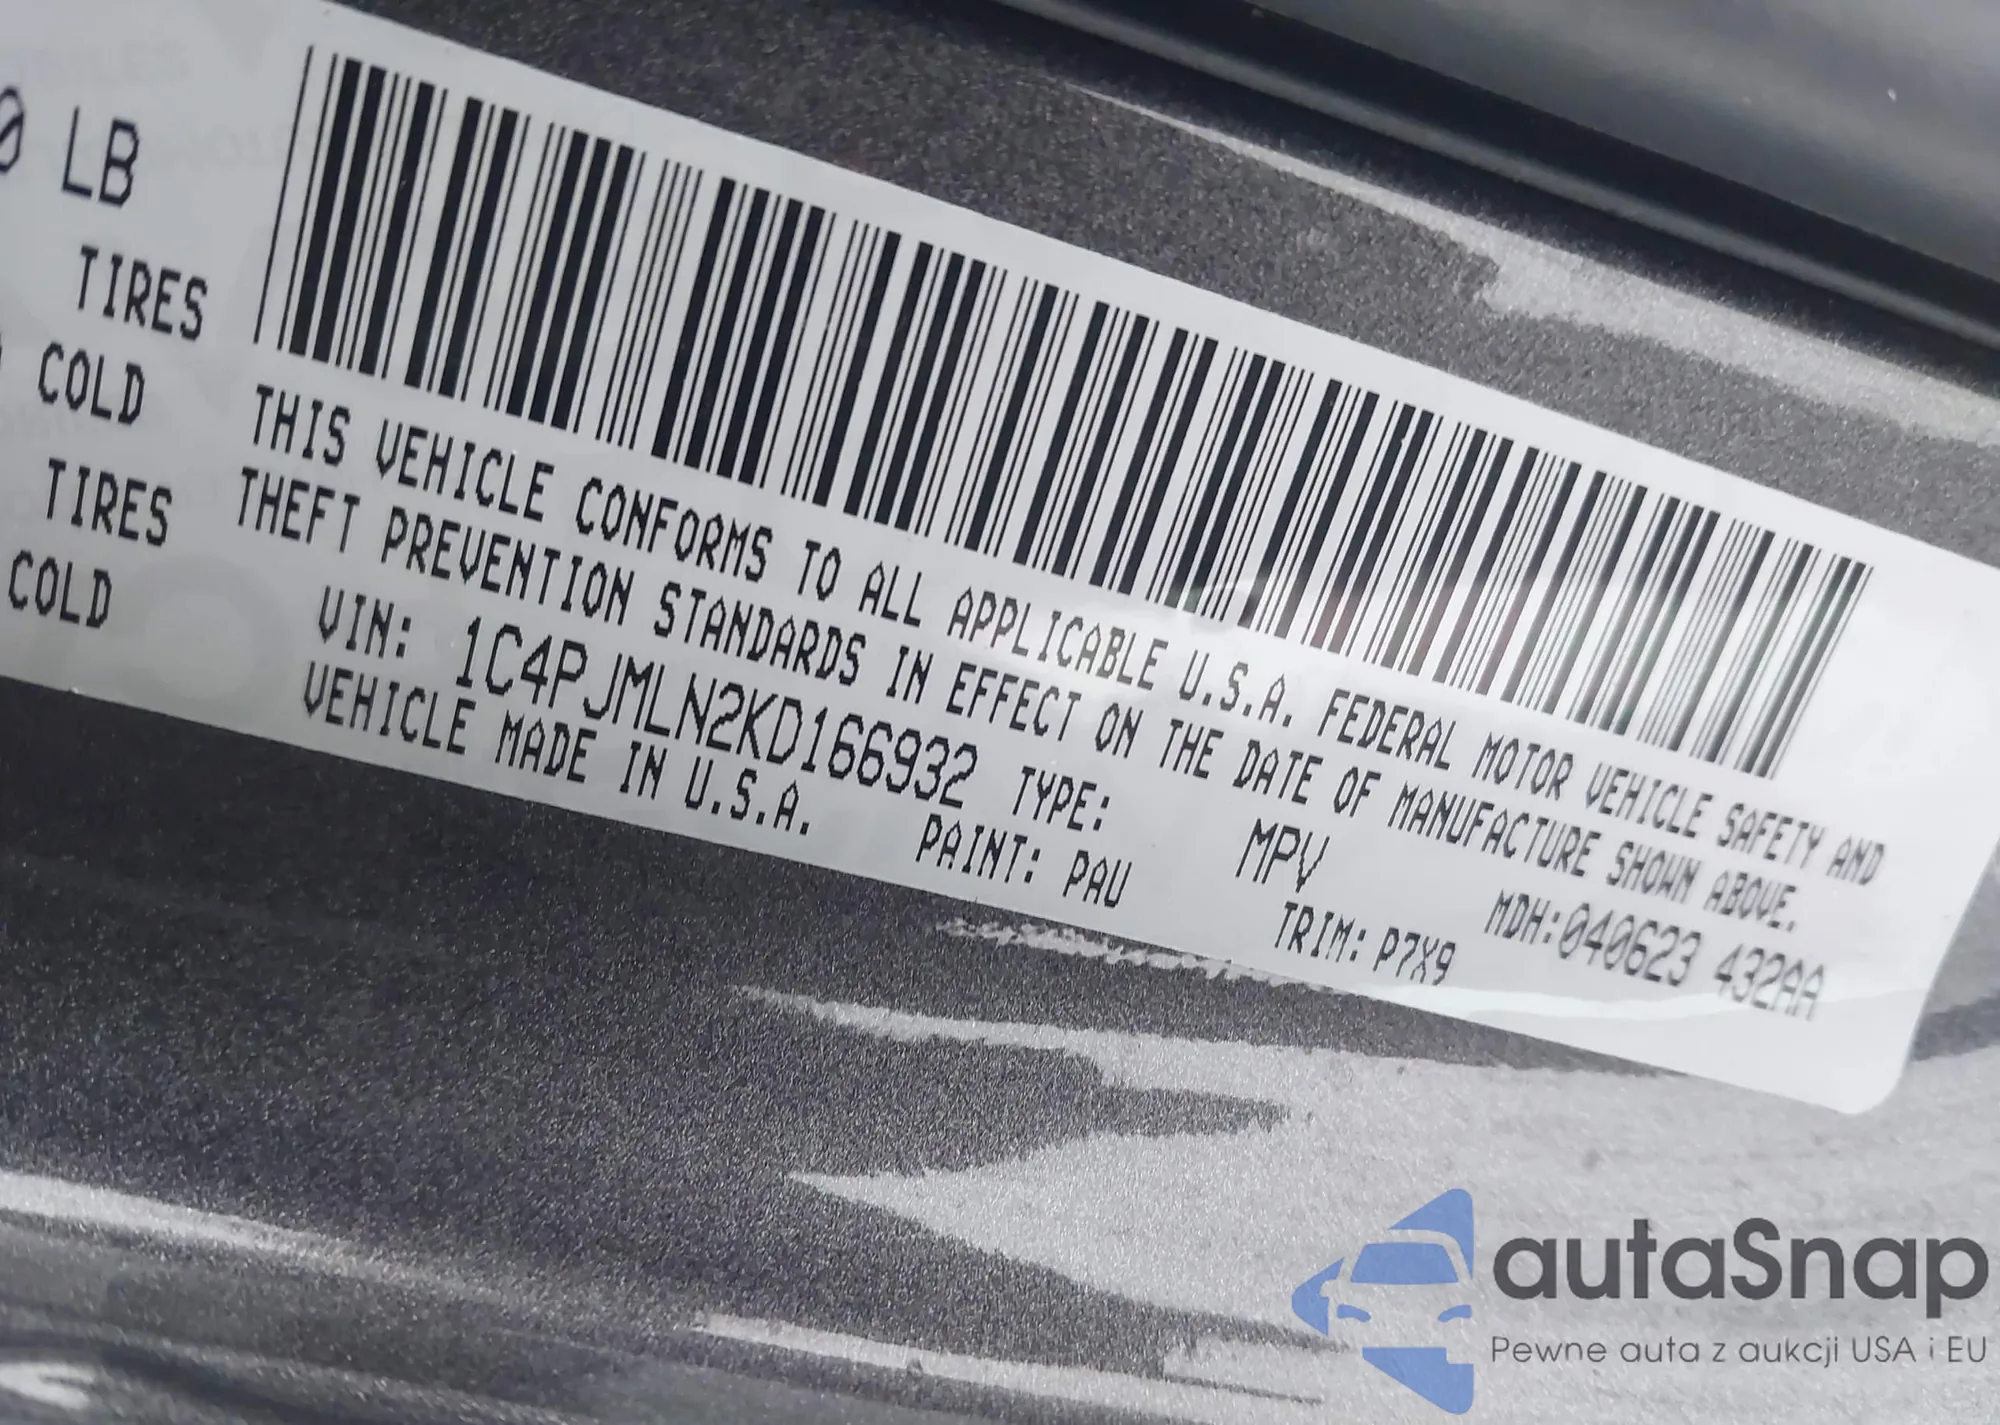 0 LB
TIRES
COLD
TIRES
COLD
THIS VEHICLE CONFORMS TO ALL APPLICABLE U.S.A. FEDERAL MOTOR VEHICLE SAFETY AND
THEFT PREVENTION STANDARDS IN EFFECT ON THE DATE OF MANUFACTURE SHOWN ABOVE.
VIN: 1C4PJMLN2KD166932 TYPE: MPV MDH:040623 432AA
VEHICLE MADE IN U.S.A. PAINT: PAU TRIM: P7X9
autaSnap
Pewne auta z aukcji USA i EU